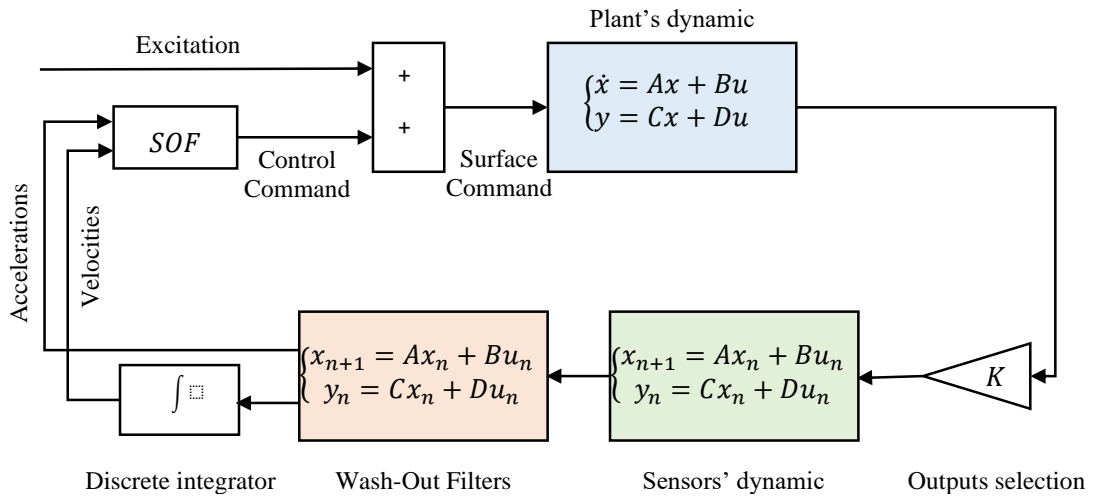 Plant’s dynamic
Excitation
+
+
ẋ = Ax + Bu
y = Cx + Du
SOF
Control
Command
Surface
Command
Accelerations
Velocities
x_{n+1} = Ax_n + Bu_n
y_n = Cx_n + Du_n
x_{n+1} = Ax_n + Bu_n
y_n = Cx_n + Du_n
K
∫ ⬚
Discrete integrator
Wash-Out Filters
Sensors’ dynamic
Outputs selection